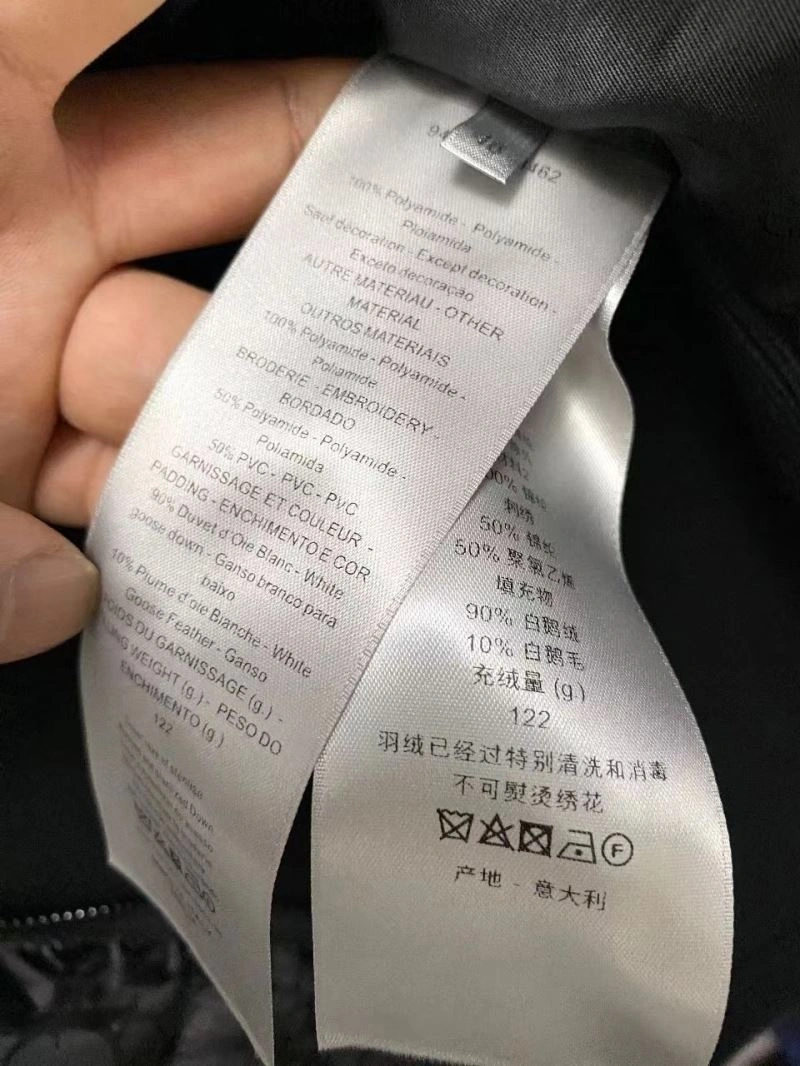 40
100% Polyamide - Polyamide -
Poiamida
Sauf décoration - Except decoration -
Exceto decoração
AUTRE MATERIAU - OTHER
MATERIAL
OUTROS MATERIAIS
100% Polyamide - Polyamide -
Poliamide
BRODERIE - EMBROIDERY -
BORDADO
50% Polyamide - Polyamide -
Poliamida
50% PVC - PVC - PVC
GARNISSAGE ET COULEUR -
PADDING - ENCHIMENTO E COR
90% Duvet d'Oie Blanc - White
goose down - Ganso branco para
baixo
10% Plume d'oie Blanche - White
Goose Feather - Ganso
POIDS DU GARNISSAGE (g.) -
WEIGHT (g.) - PESO DO
ENCHIMENTO (g)
122
刺绣
50% 锦纶
50% 聚氯乙烯
填充物
90% 白鹅绒
10% 白鹅毛
充绒量 (g)
122
羽绒已经过特别清洗和消毒
不可熨烫绣花
F
产地 - 意大利